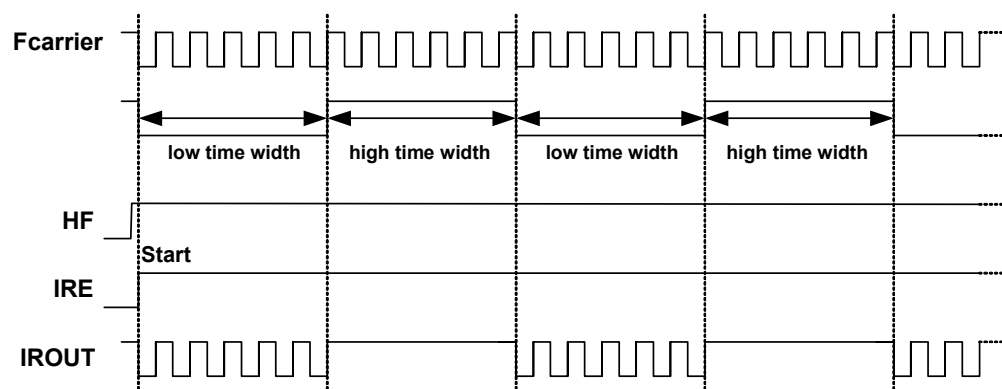 Fcarrier
low time width high time width low time width high time width
HF
Start
IRE
IROUT